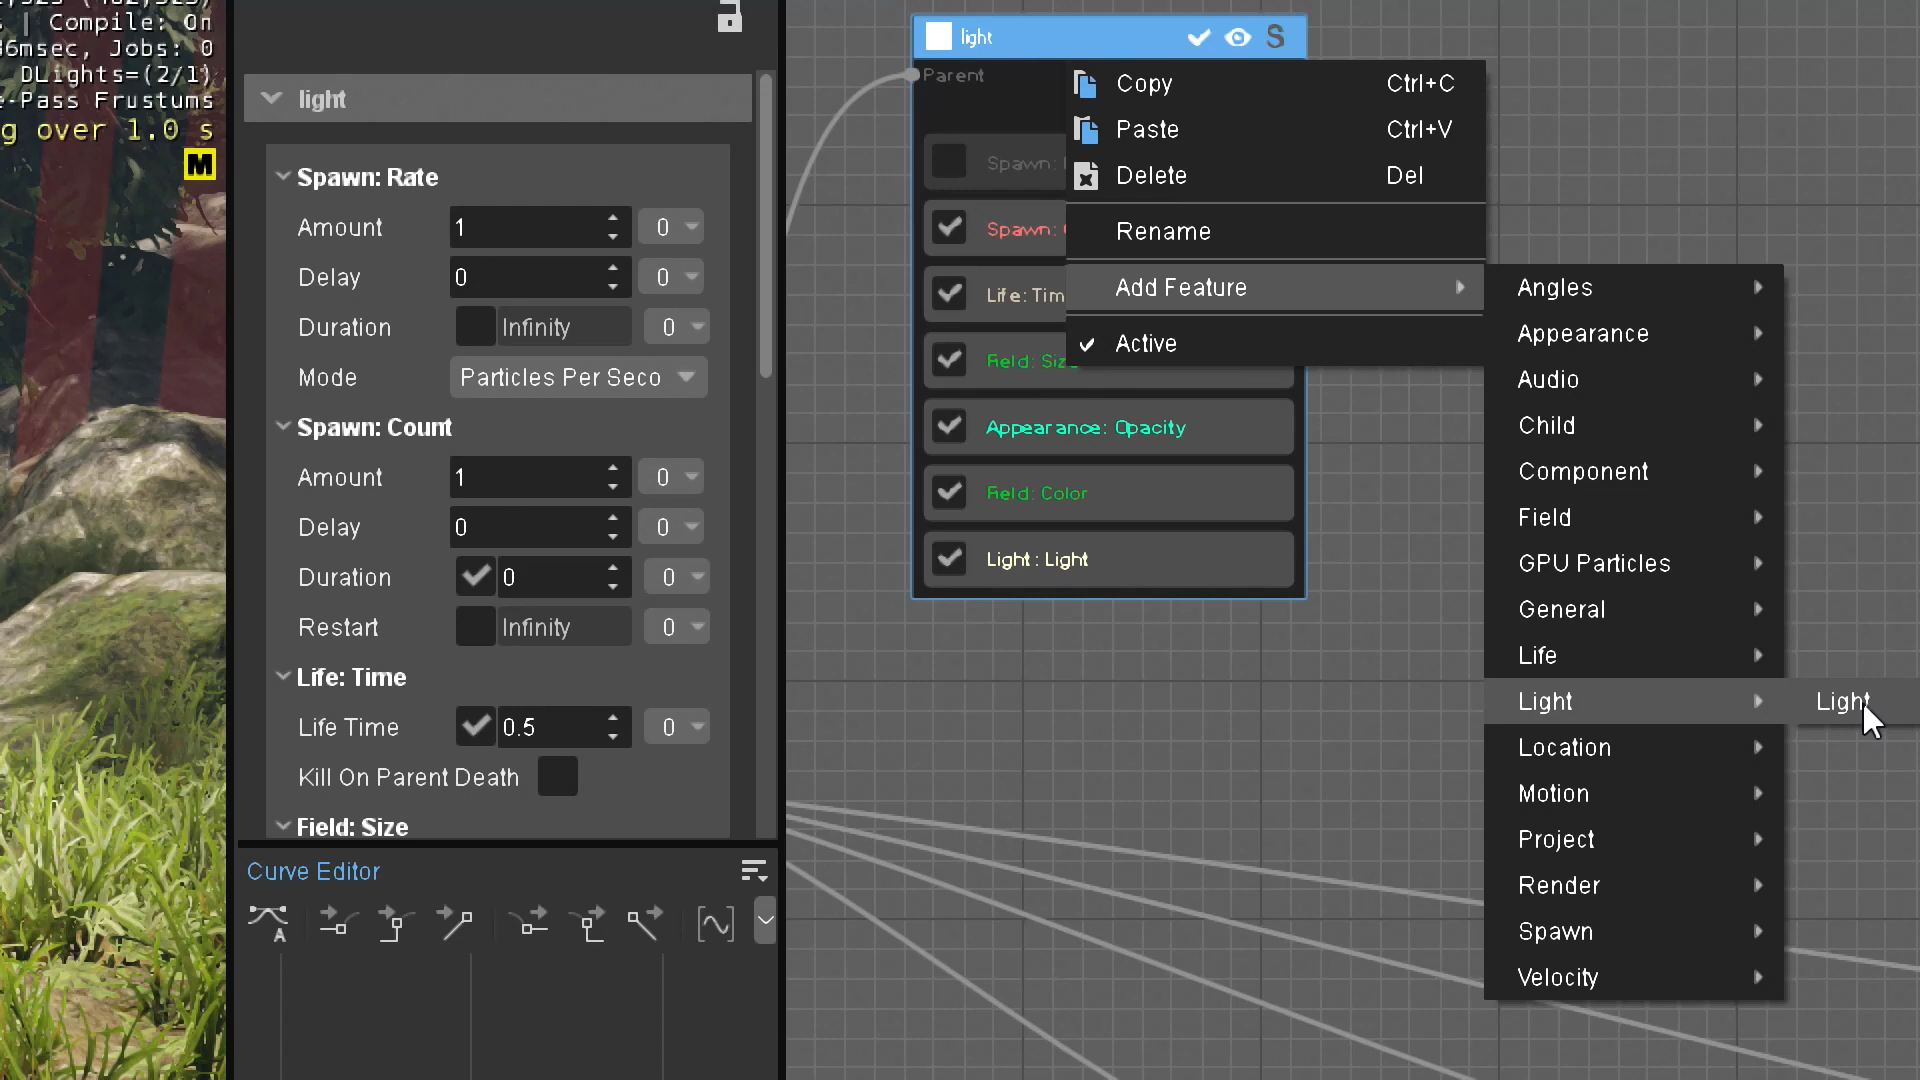 | Compile: On
msec, Jobs: 0
DLights=(2/1)
-Pass Frustums
g over 1.0 s
M
light
Spawn: Rate
Amount 1 0
Delay 0 0
Duration Infinity 0
Mode Particles Per Seco
Spawn: Count
Amount 1 0
Delay 0 0
Duration 0 0
Restart Infinity 0
Life: Time
Life Time 0.5 0
Kill On Parent Death
Field: Size
Curve Editor
A
light S
Parent
Spawn:
Spawn:
Life: Tim
Field: Size
Appearance: Opacity
Field: Color
Light : Light
Copy Ctrl+C
Paste Ctrl+V
Delete Del
Rename
Add Feature
Active
Angles
Appearance
Audio
Child
Component
Field
GPU Particles
General
Life
Light
Location
Motion
Project
Render
Spawn
Velocity
Light